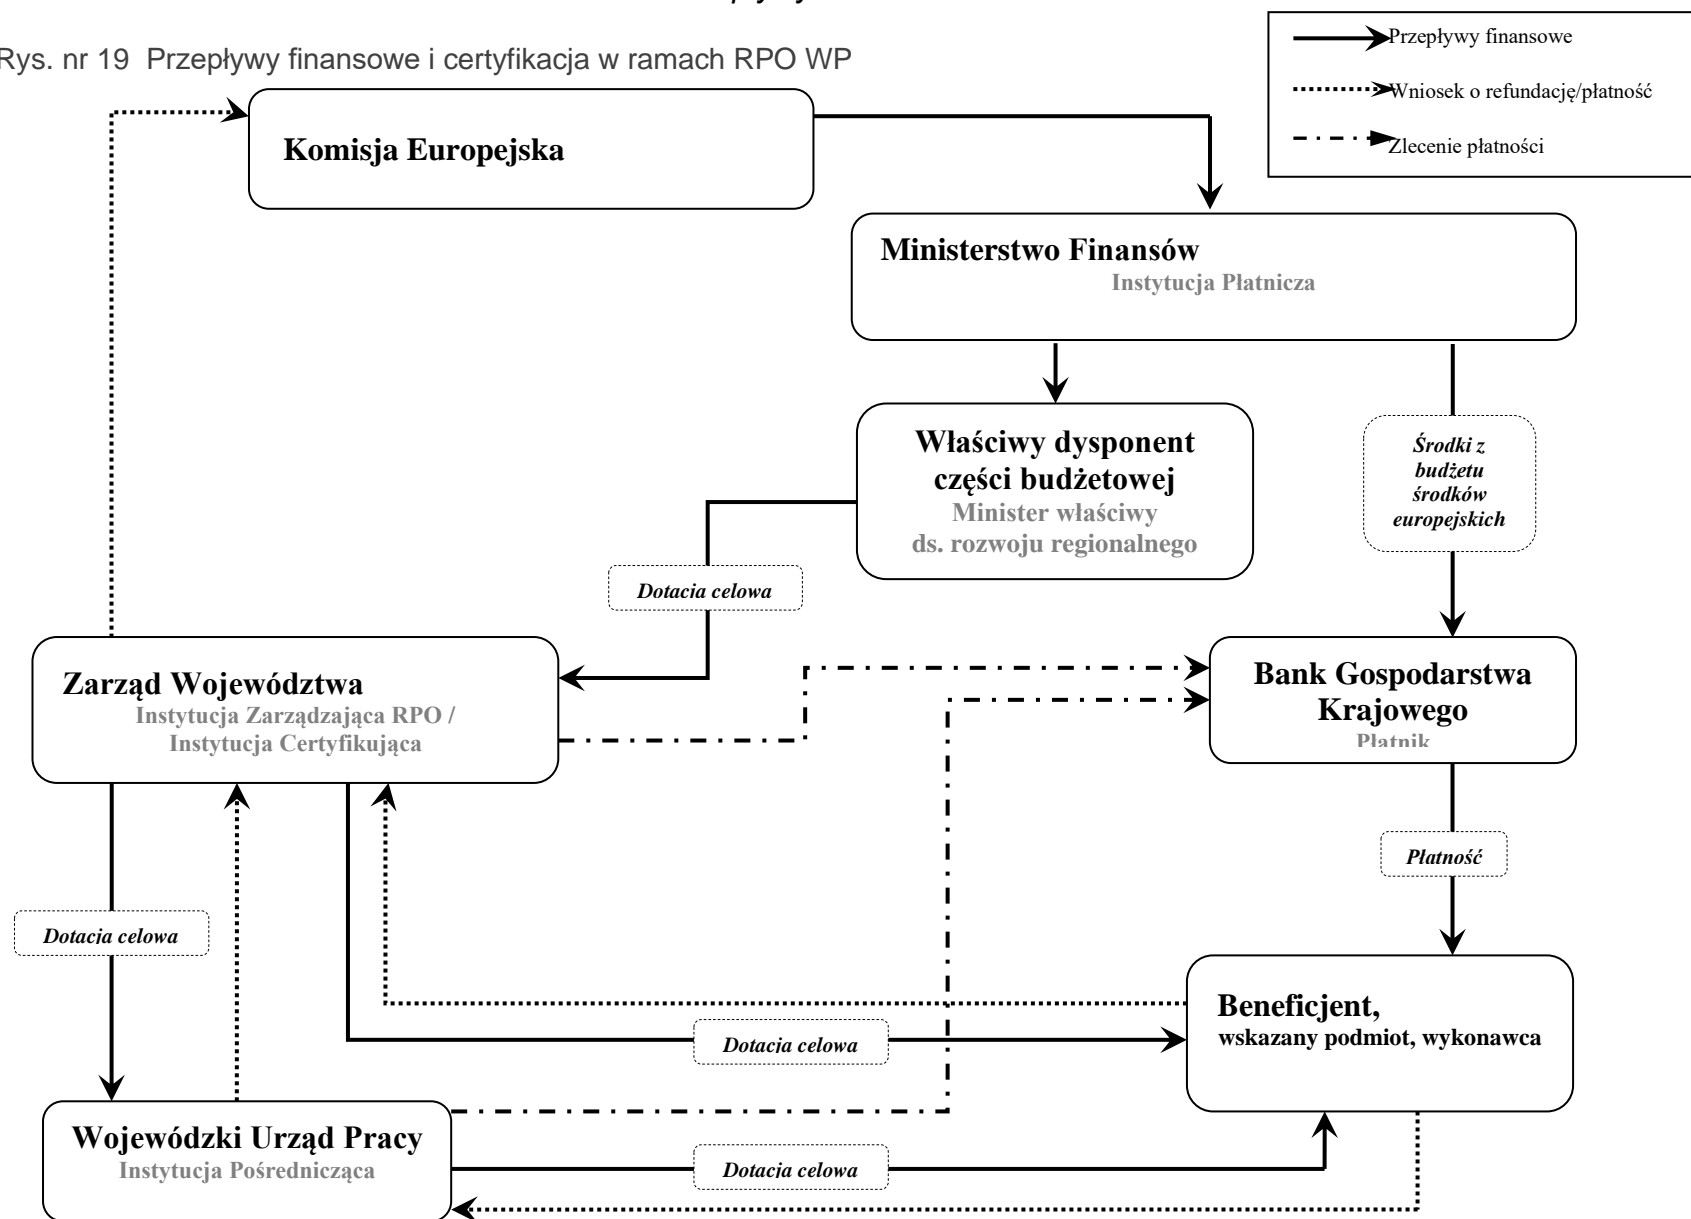 Rys. nr 19 Przepływy finansowe i certyfikacja w ramach RPO WP
Przepływy finansowe
Wniosek o refundację/płatność
Zlecenie płatności
Komisja Europejska
Ministerstwo Finansów
Instytucja Płatnicza
Właściwy dysponent
części budżetowej
Minister właściwy
ds. rozwoju regionalnego
Środki z
budżetu
środków
europejskich
Dotacja celowa
Zarząd Województwa
Instytucja Zarządzająca RPO /
Instytucja Certyfikująca
Bank Gospodarstwa
Krajowego
Płatnik
Płatność
Dotacja celowa
Beneficjent,
wskazany podmiot, wykonawca
Dotacja celowa
Wojewódzki Urząd Pracy
Instytucja Pośrednicząca
Dotacja celowa